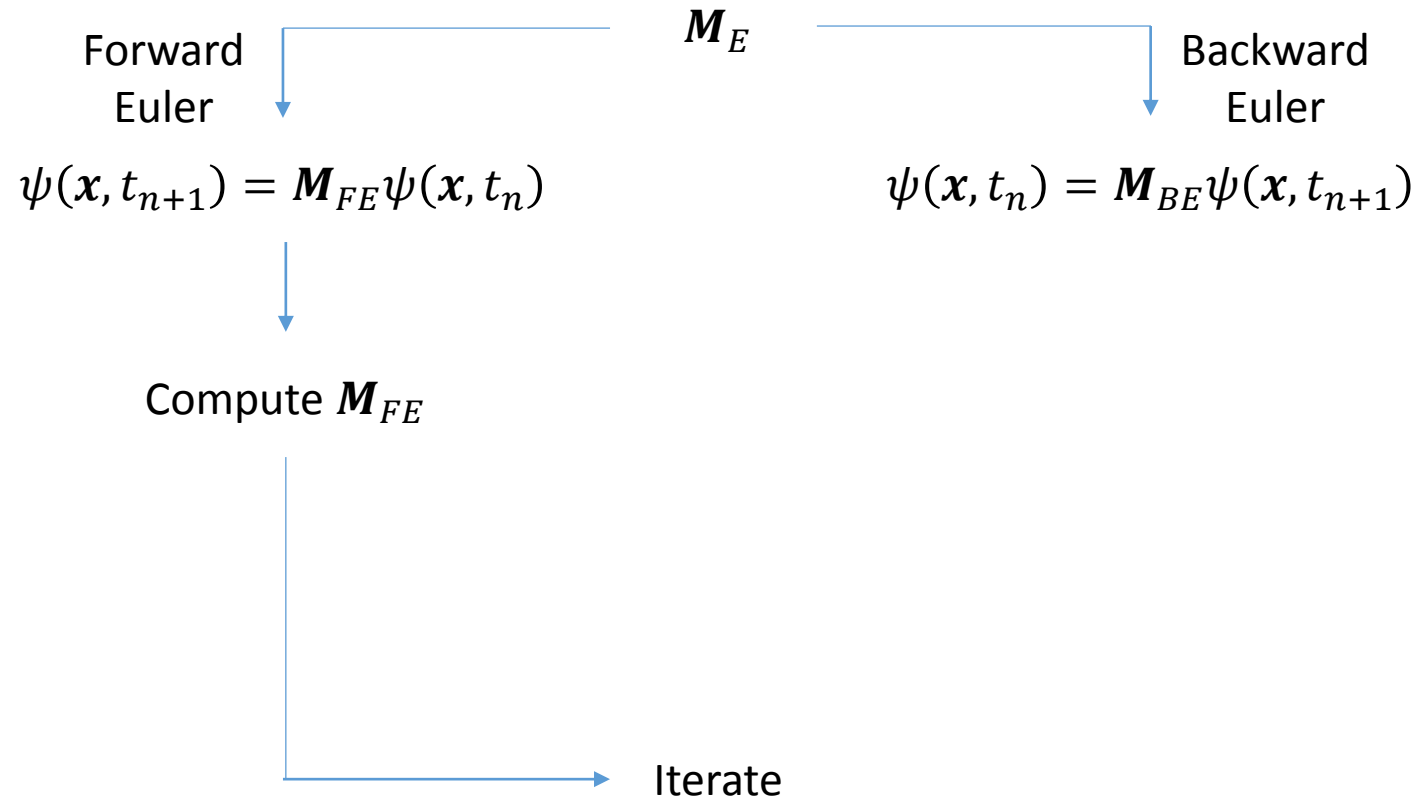 𝑴_E
Forward
Euler
Backward
Euler
ψ(𝒙, t_{n+1}) = 𝑴_{FE}ψ(𝒙, t_n)
ψ(𝒙, t_n) = 𝑴_{BE}ψ(𝒙, t_{n+1})
Compute 𝑴_{FE}
Iterate